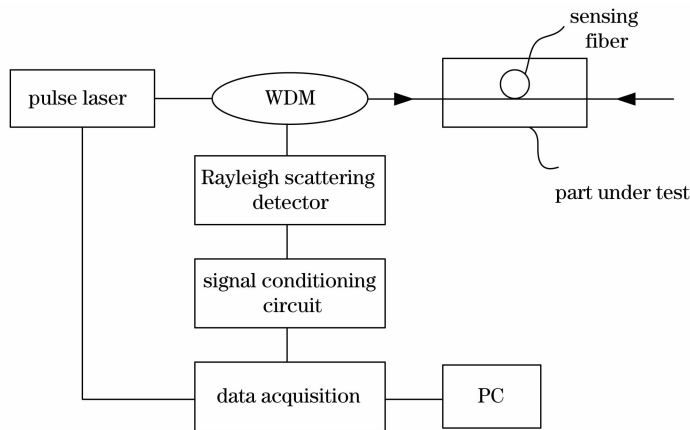 sensing
fiber
pulse laser
WDM
part under test
Rayleigh scattering
detector
signal conditioning
circuit
data acquisition
PC